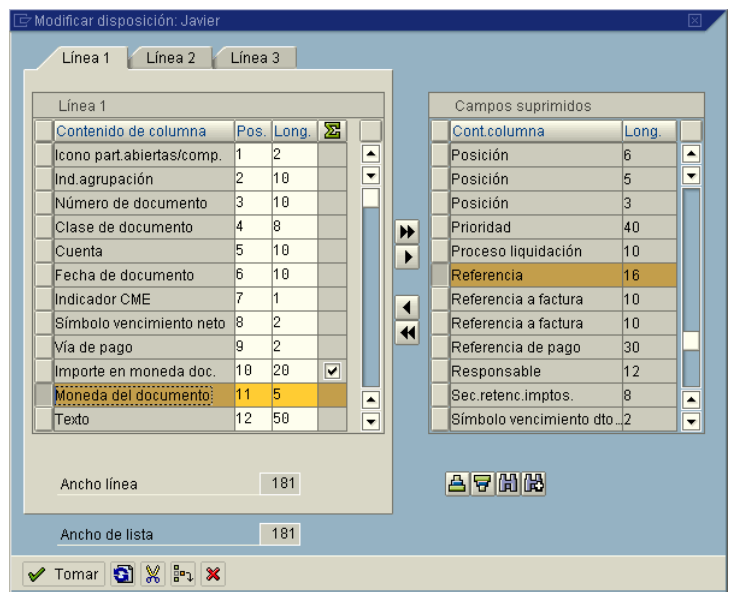 Modificar disposición: Javier
Línea 1 Línea 2 Línea 3
Línea 1
Contenido de columna Pos. Long.
Icono part.abiertas/comp. 1 2
Ind.agrupación 2 10
Número de documento 3 10
Clase de documento 4 8
Cuenta 5 10
Fecha de documento 6 10
Indicador CME 7 1
Símbolo vencimiento neto 8 2
Vía de pago 9 2
Importe en moneda doc. 10 20
Moneda del documento 11 5
Texto 12 50
Ancho línea 181
Ancho de lista 181
Campos suprimidos
Cont.columna Long.
Posición 6
Posición 5
Posición 3
Prioridad 40
Proceso liquidación 10
Referencia 16
Referencia a factura 10
Referencia a factura 10
Referencia de pago 30
Responsable 12
Sec.retenc.imptos. 8
Símbolo vencimiento dto... 2
Tomar